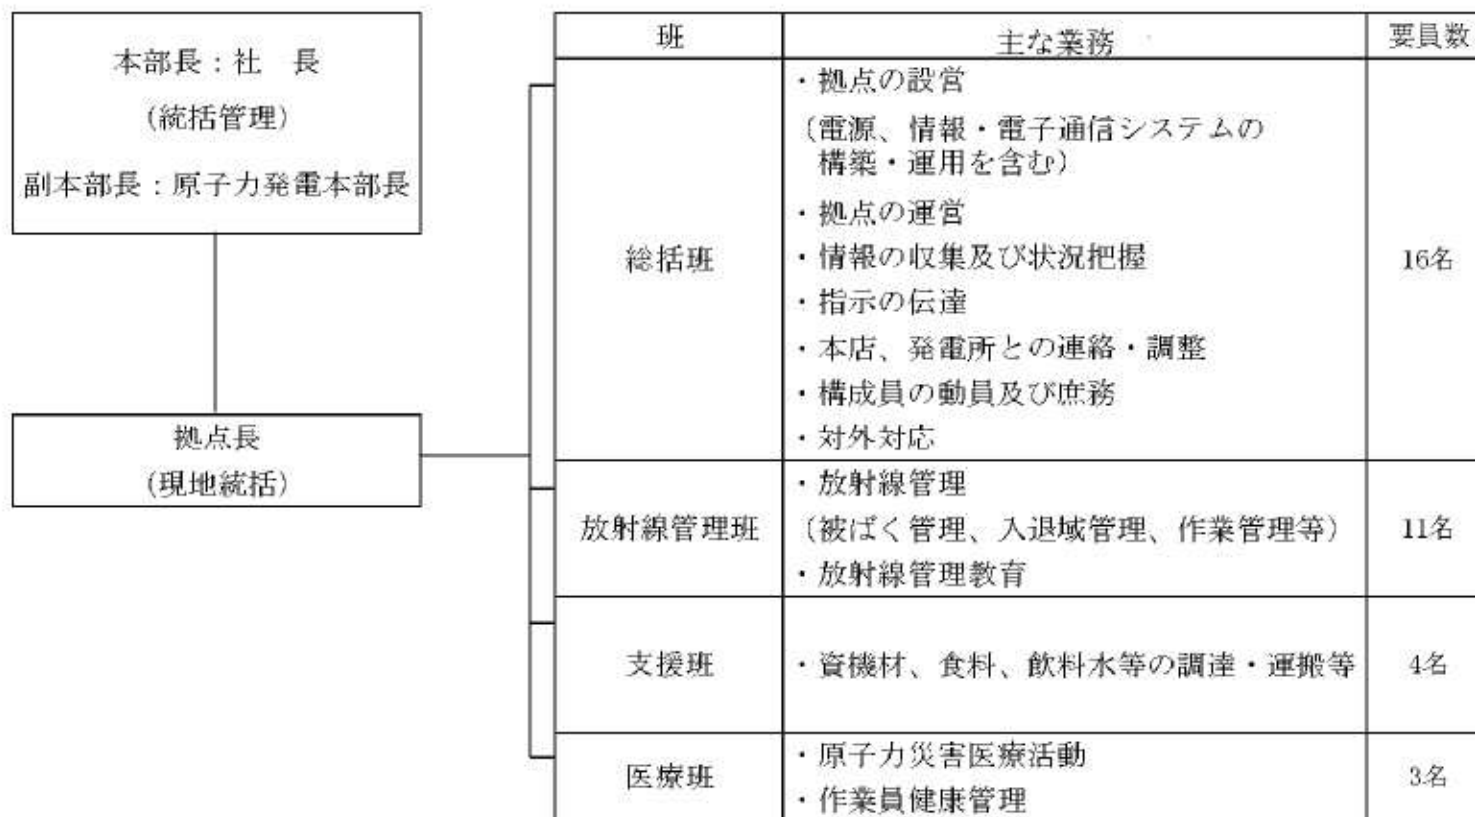 本部長：社　長
（統括管理）
副本部長：原子力発電本部長
拠点長
（現地統括）
班　主な業務　要員数
・拠点の設営
（電源、情報・電子通信システムの
構築・運用を含む）
・拠点の運営
総括班　・情報の収集及び状況把握　16名
・指示の伝達
・本店、発電所との連絡・調整
・構成員の動員及び庶務
・対外対応
・放射線管理
放射線管理班　（被ばく管理、入退域管理、作業管理等）　11名
・放射線管理教育
支援班　・資機材、食料、飲料水等の調達・運搬等　4名
・原子力災害医療活動
医療班　3名
・作業員健康管理